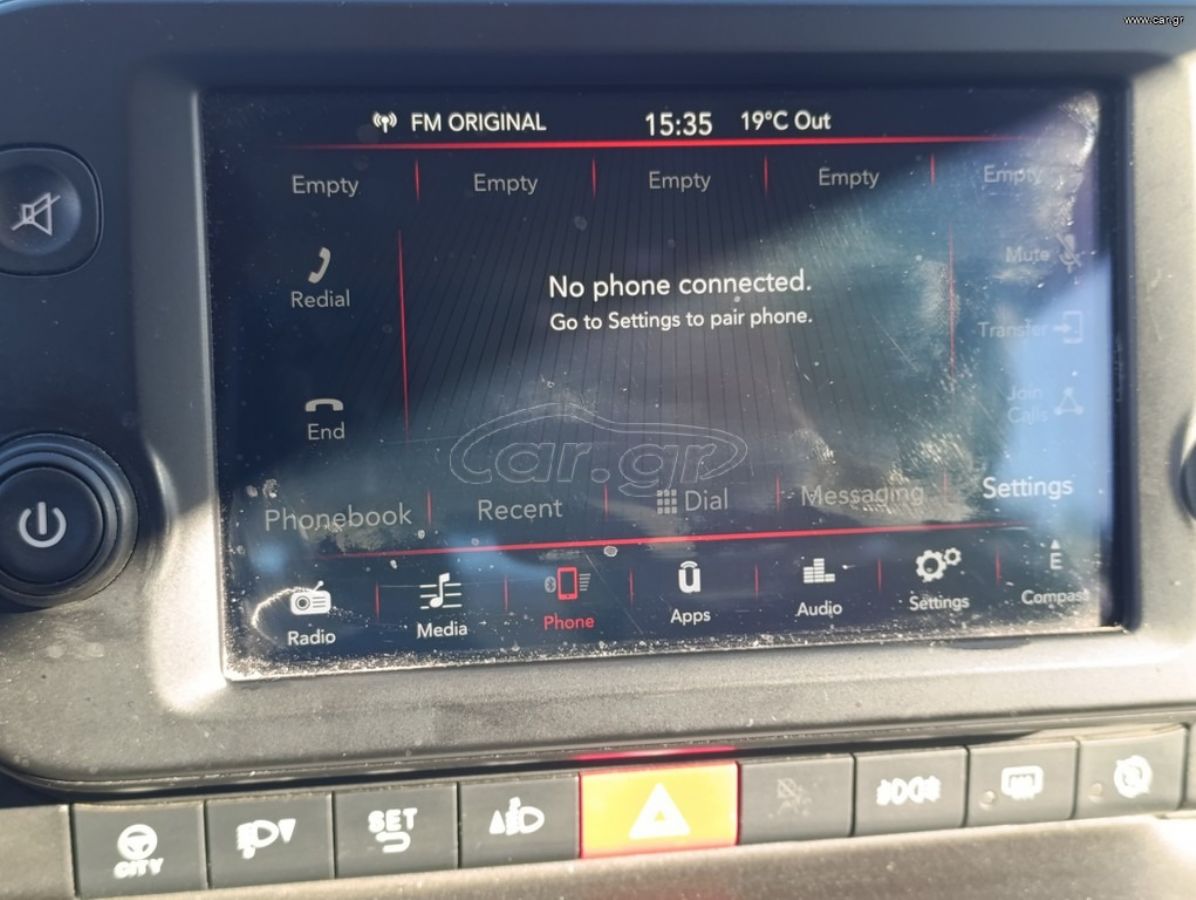 www.car.gr
FM ORIGINAL 15:35 19°C Out
Empty Empty Empty Empty Empty
Redial
No phone connected.
Go to Settings to pair phone.
Mute
Transfer
Join
Calls
End
car.gr
Phonebook Recent Dial Messaging Settings
E
Radio Media Phone Apps Audio Settings Compass
CITY
SET